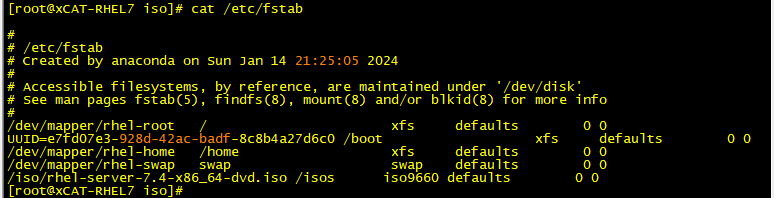 [root@xCAT-RHEL7 iso]# cat /etc/fstab
#
# /etc/fstab
# Created by anaconda on Sun Jan 14 21:25:05 2024
#
# Accessible filesystems, by reference, are maintained under '/dev/disk'
# See man pages fstab(5), findfs(8), mount(8) and/or blkid(8) for more info
#
/dev/mapper/rhel-root   /                       xfs     defaults        0 0
UUID=e7fd07e3-928d-42ac-badf-8c8b4a27d6c0 /boot                   xfs     defaults        0 0
/dev/mapper/rhel-home   /home                   xfs     defaults        0 0
/dev/mapper/rhel-swap   swap                    swap    defaults        0 0
/iso/rhel-server-7.4-x86_64-dvd.iso /isos       iso9660 defaults        0 0
[root@xCAT-RHEL7 iso]#